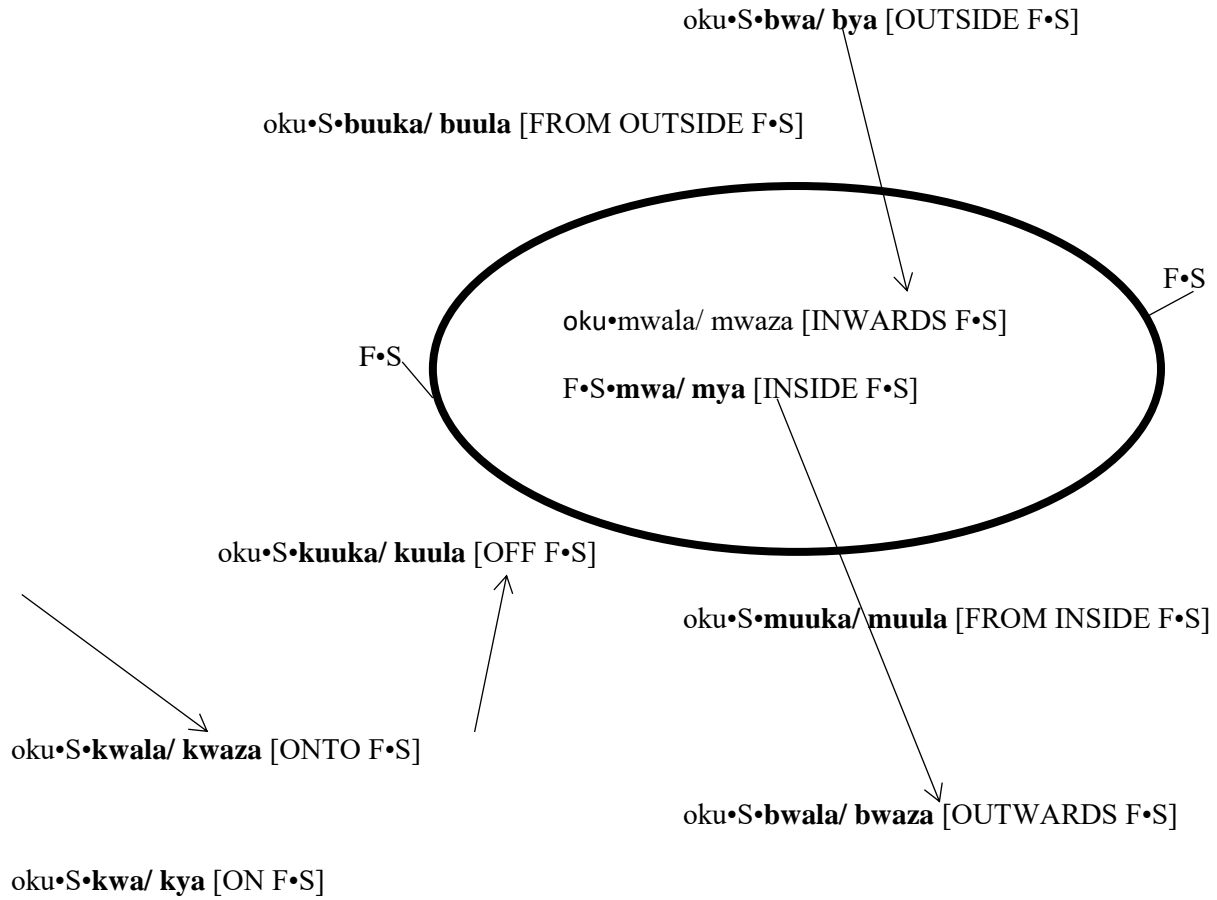 oku•S•bwa/ bya [OUTSIDE F•S]
oku•S•buuka/ buula [FROM OUTSIDE F•S]
F•S
oku•mwala/ mwaza [INWARDS F•S]
F•S
F•S•mwa/ mya [INSIDE F•S]
oku•S•kuuka/ kuula [OFF F•S]
oku•S•muuka/ muula [FROM INSIDE F•S]
oku•S•kwala/ kwaza [ONTO F•S]
oku•S•bwala/ bwaza [OUTWARDS F•S]
oku•S•kwa/ kya [ON F•S]